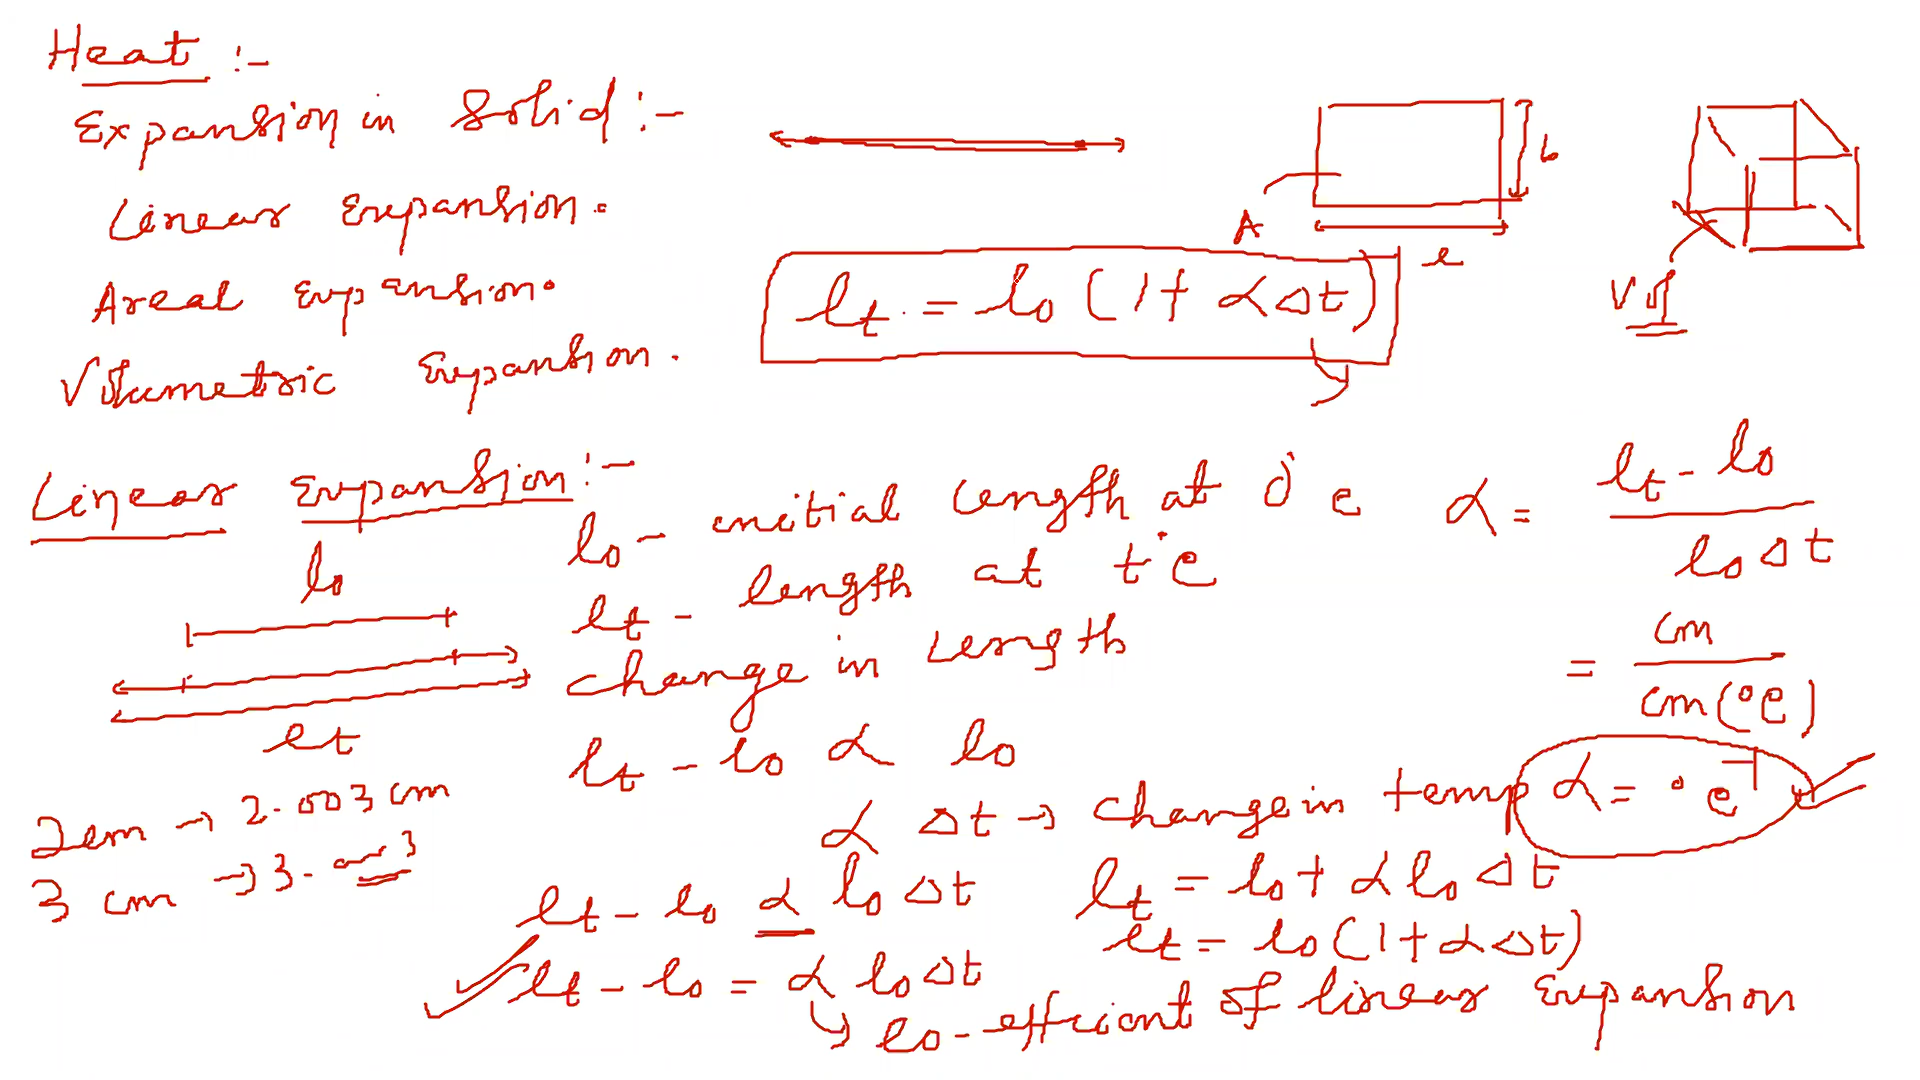 Heat :-
Expansion in Solid :-
Linear Expansion.
Areal Expansion.
Volumetric Expansion.
b
A
l
Vol
lt = lo (1 + α Δt)
Linear Expansion :-
lo
lt
2cm → 2.003 cm
3 cm → 3.
lo - initial length at 0°C
lt - length at t°C
change in length
lt - lo α lo
α Δt → change in temp
lt - lo α lo Δt
lt - lo = α lo Δt
↳ co-efficient of linear Expansion
α = lt - lo / lo Δt
= cm / cm (°C)
α = °C⁻¹
lt = lo + α lo Δt
lt = lo (1 + α Δt)